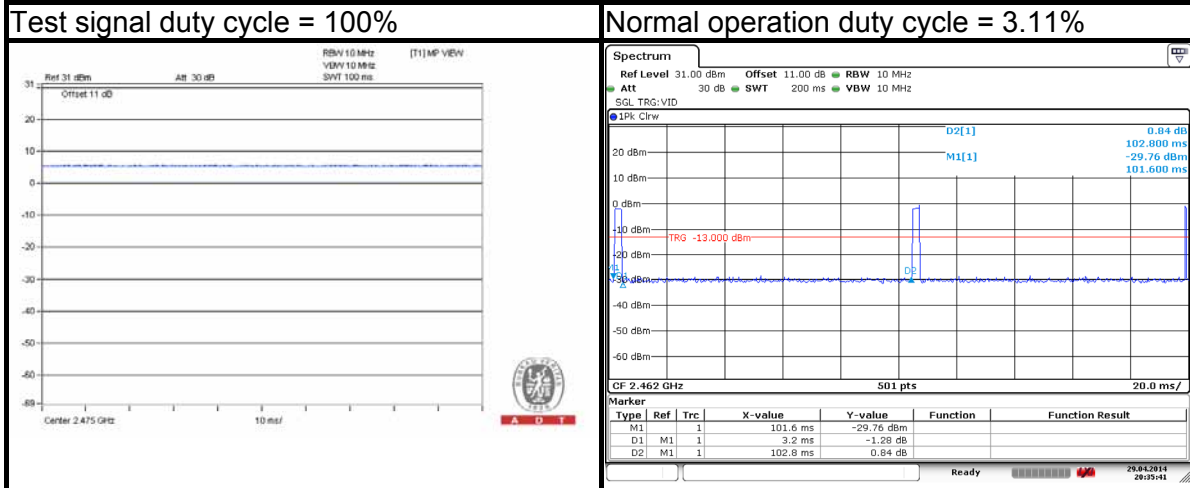 Test signal duty cycle = 100%
RBW 10 MHz [T1] MP VIEW
VBW 10 MHz
Ref 31 dBm Att 30 dB SWT 100 ms
31
Offset 11 dB
20
10
0
-10
-20
-30
-40
-50
-60
-69
Center 2.475 GHz 10 ms/
A D T
Normal operation duty cycle = 3.11%
Spectrum
Ref Level 31.00 dBm Offset 11.00 dB RBW 10 MHz
Att 30 dB SWT 200 ms VBW 10 MHz
SGL TRG:VID
1Pk Clrw
D2[1] 0.84 dB
102.800 ms
M1[1] -29.76 dBm
101.600 ms
20 dBm
10 dBm
0 dBm
-10 dBm
TRG -13.000 dBm
-20 dBm
M1
D2
-30 dBm
-40 dBm
-50 dBm
-60 dBm
CF 2.462 GHz 501 pts 20.0 ms/
Marker
Type Ref Trc X-value Y-value Function Function Result
M1 1 101.6 ms -29.76 dBm
D1 M1 1 3.2 ms -1.28 dB
D2 M1 1 102.8 ms 0.84 dB
Ready 29.04.2014
20:35:41